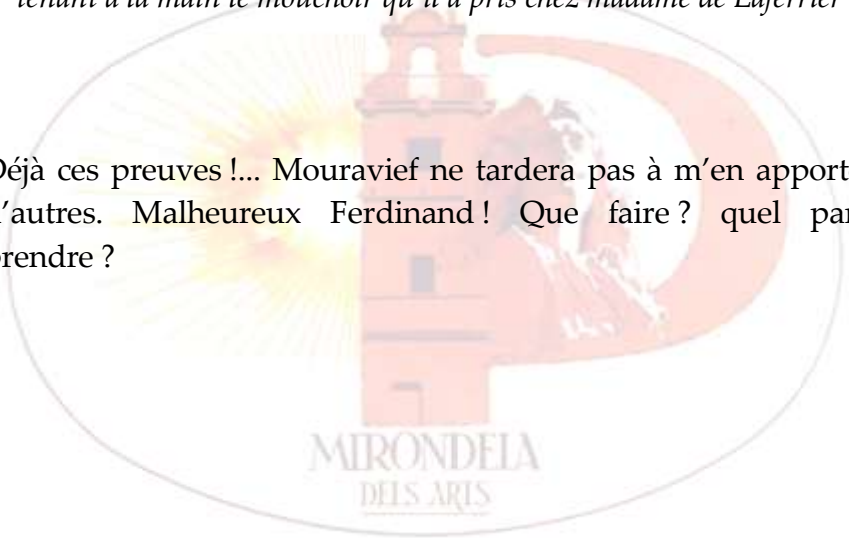 tenant à la main le mouchoir qu'il a pris chez madame de Laferrier
Déjà ces preuves !... Mouravief ne tardera pas à m'en apport
'autres. Malheureux Ferdinand ! Que faire ? quel par
rendre ?
MIRONDELA
DELS ARTS